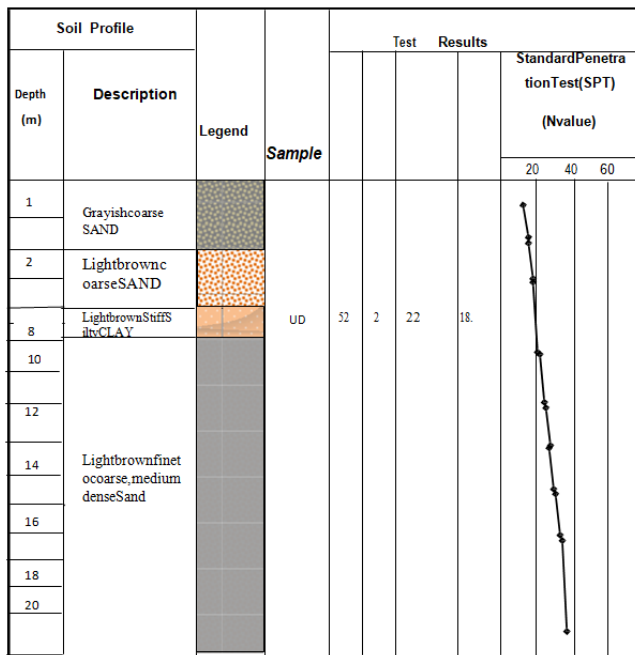 Soil Profile
Test Results
StandardPenetra
tionTest(SPT)
(Nvalue)
Depth
(m)
Description
Legend
Sample
20 40 60
1
Grayishcoarse
SAND
2
Lightbrownc
oarseSAND
LightbrownStiffS
iltyCLAY
UD 52 2 22 18.
8
10
12
14
Lightbrownfinet
ocoarse,medium
denseSand
16
18
20